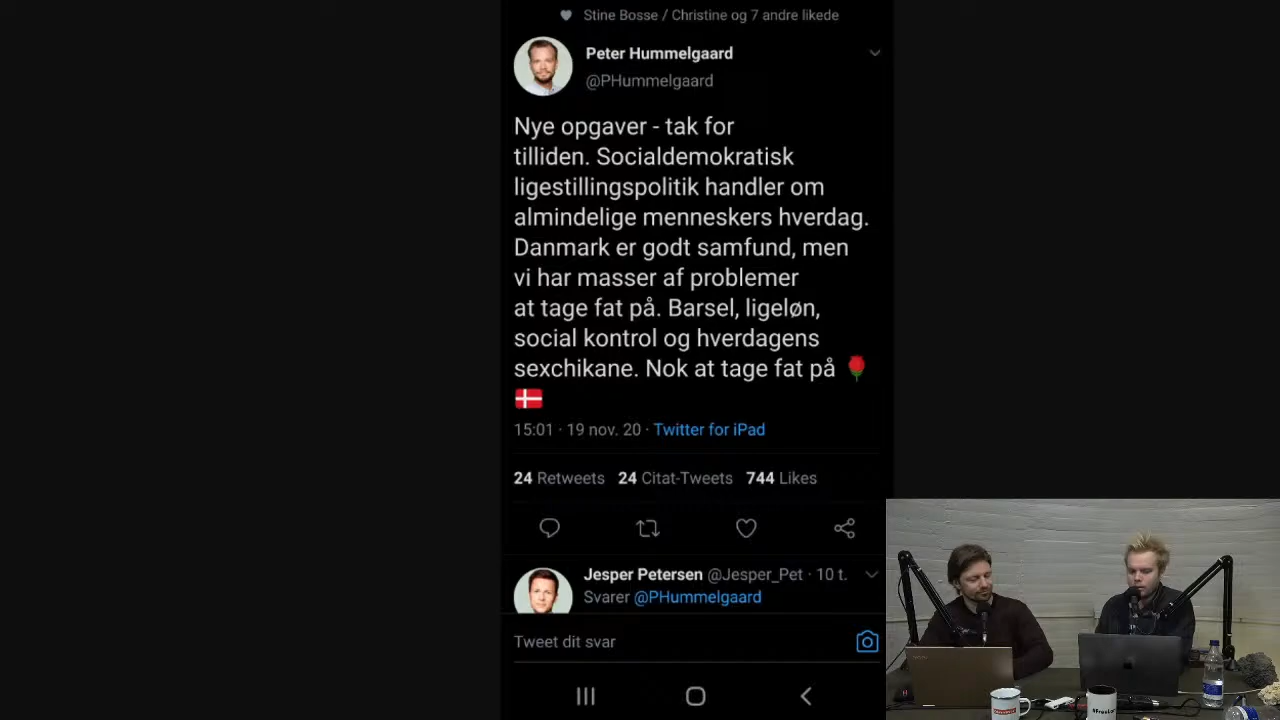 Stine Bosse / Christine og 7 andre likede
Peter Hummelgaard
@PHummelgaard
Nye opgaver - tak for
tilliden. Socialdemokratisk
ligestillingspolitik handler om
almindelige menneskers hverdag.
Danmark er godt samfund, men
vi har masser af problemer
at tage fat på. Barsel, ligeløn,
social kontrol og hverdagens
sexchikane. Nok at tage fat på 🌹
🇩🇰
15:01 · 19 nov. 20 · Twitter for iPad
24 Retweets 24 Citat-Tweets 744 Likes
Jesper Petersen @Jesper_Pet · 10 t.
Svarer @PHummelgaard
Tweet dit svar